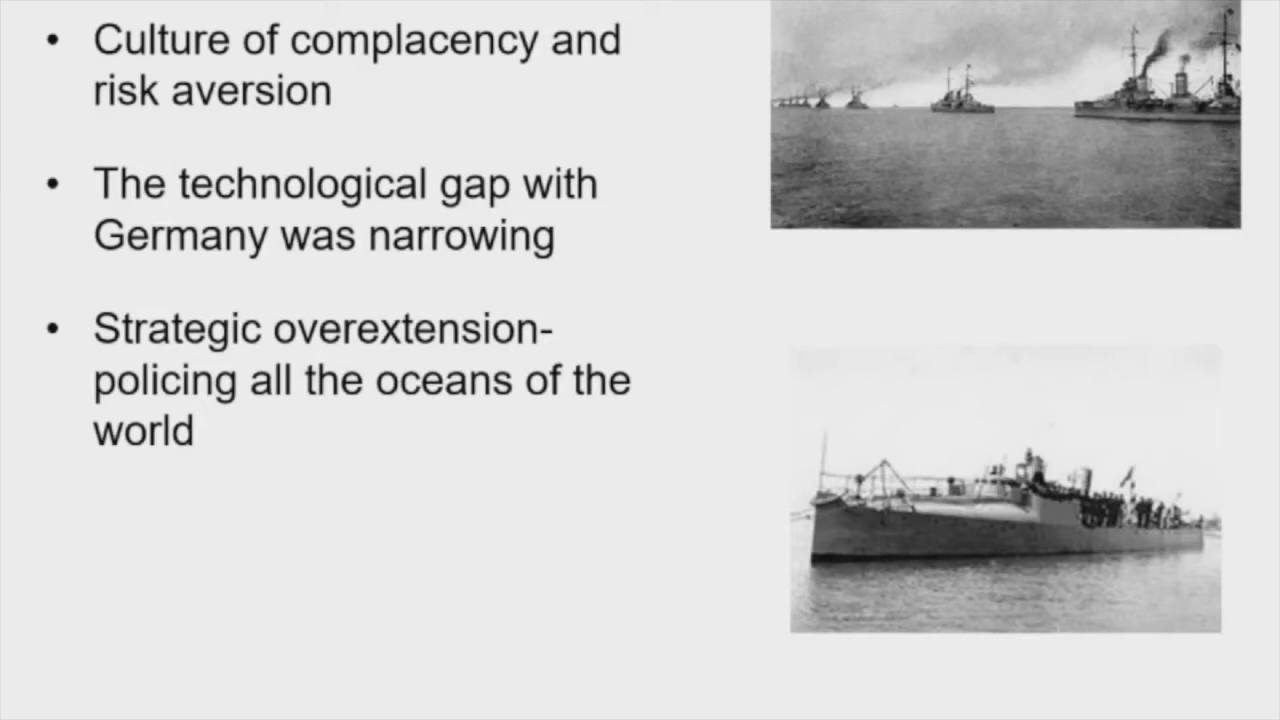 • Culture of complacency and
risk aversion
• The technological gap with
Germany was narrowing
• Strategic overextension-
policing all the oceans of the
world